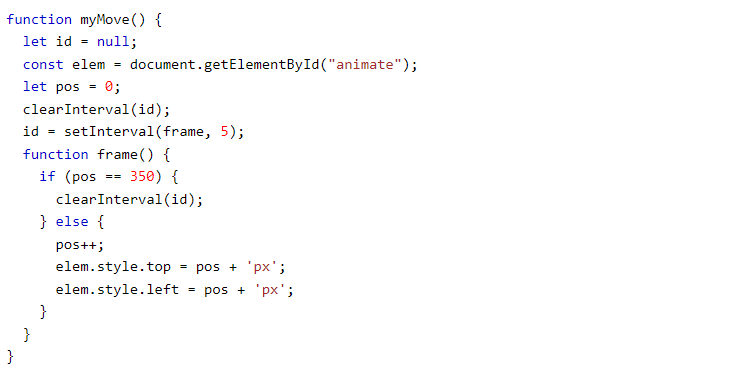 function myMove() {
  let id = null;
  const elem = document.getElementById("animate");
  let pos = 0;
  clearInterval(id);
  id = setInterval(frame, 5);
  function frame() {
    if (pos == 350) {
      clearInterval(id);
    } else {
      pos++;
      elem.style.top = pos + 'px';
      elem.style.left = pos + 'px';
    }
  }
}